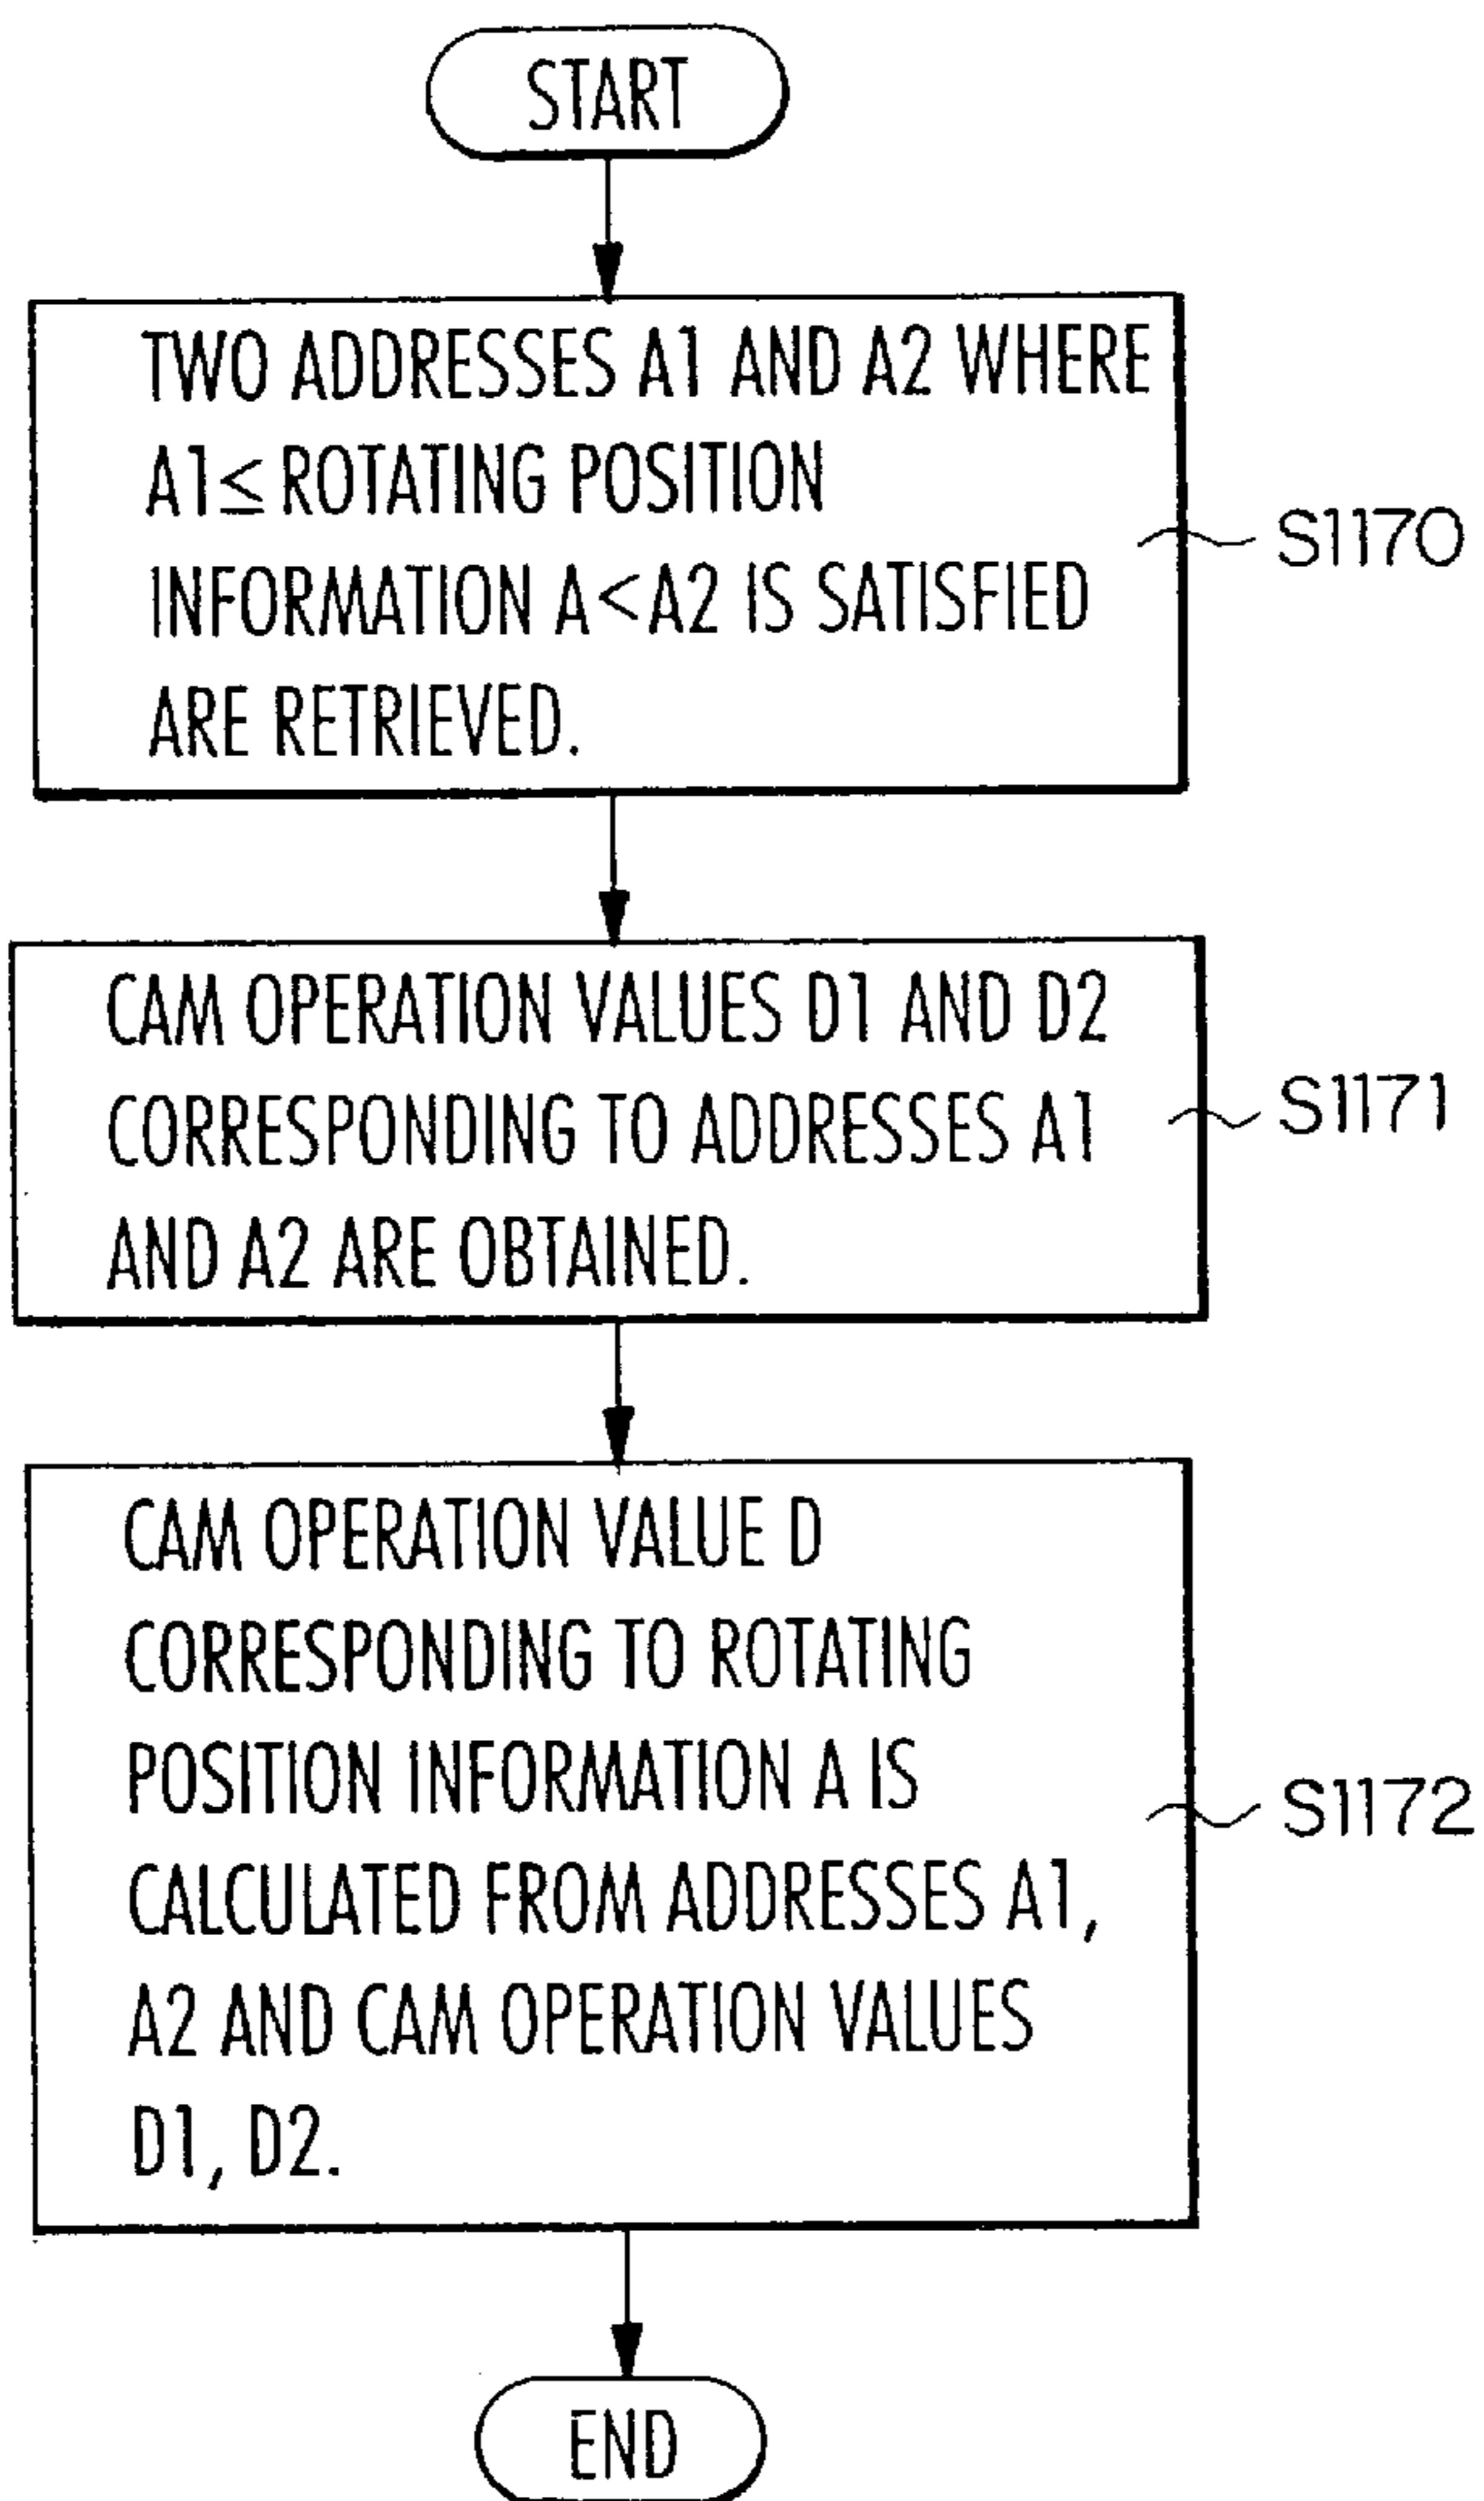 START
TWO ADDRESSES A1 AND A2 WHERE
A1≤ROTATING POSITION
INFORMATION A<A2 IS SATISFIED
ARE RETRIEVED.
S1170
CAM OPERATION VALUES D1 AND D2
CORRESPONDING TO ADDRESSES A1
AND A2 ARE OBTAINED.
S1171
CAM OPERATION VALUE D
CORRESPONDING TO ROTATING
POSITION INFORMATION A IS
CALCULATED FROM ADDRESSES A1,
A2 AND CAM OPERATION VALUES
D1, D2.
S1172
END